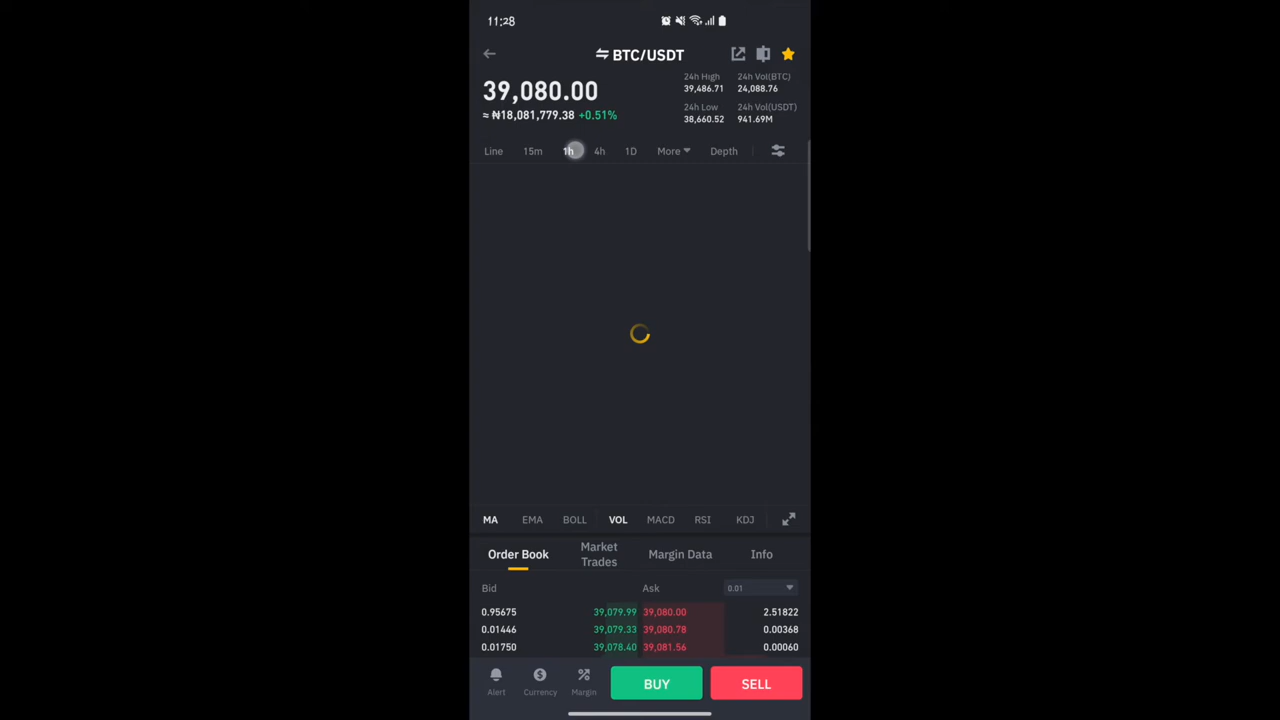 11:28
BTC/USDT
39,080.00
≈ ₦18,081,779.38 +0.51%
24h High
39,486.71
24h Vol(BTC)
24,088.76
24h Low
38,660.52
24h Vol(USDT)
941.69M
Line 15m 1h 4h 1D More Depth
MA EMA BOLL VOL MACD RSI KDJ
Order Book
Market
Trades
Margin Data
Info
Bid Ask 0.01
0.95675 39,079.99 39,080.00 2.51822
0.01446 39,079.33 39,080.78 0.00368
0.01750 39,078.40 39,081.56 0.00060
Alert Currency Margin BUY SELL